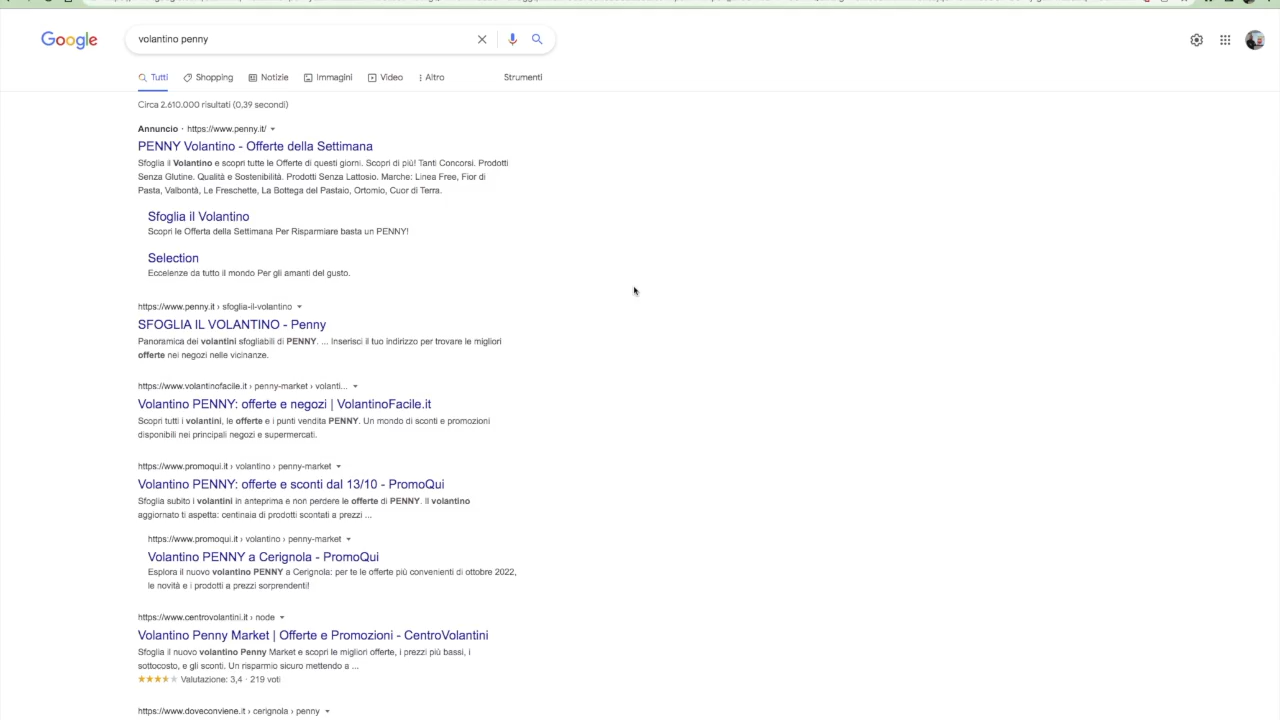 Google
volantino penny
Tutti
Shopping
Notizie
Immagini
Video
Altro
Strumenti
Circa 2.610.000 risultati (0,39 secondi)
Annuncio · https://www.penny.it/
PENNY Volantino - Offerte della Settimana
Sfoglia il Volantino e scopri tutte le Offerte di questi giorni. Scopri di più! Tanti Concorsi. Prodotti
Senza Glutine. Qualità e Sostenibilità. Prodotti Senza Lattosio. Marche: Linea Free, Fior di
Pasta, Valbontà, Le Freschette, La Bottega del Pastaio, Ortomio, Cuor di Terra.
Sfoglia il Volantino
Scopri le Offerta della Settimana Per Risparmiare basta un PENNY!
Selection
Eccelenze da tutto il mondo Per gli amanti del gusto.
https://www.penny.it › sfoglia-il-volantino
SFOGLIA IL VOLANTINO - Penny
Panoramica dei volantini sfogliabili di PENNY. ... Inserisci il tuo indirizzo per trovare le migliori
offerte nei negozi nelle vicinanze.
https://www.volantinofacile.it › penny-market › volanti...
Volantino PENNY: offerte e negozi | VolantinoFacile.it
Scopri tutti i volantini, le offerte e i punti vendita PENNY. Un mondo di sconti e promozioni
disponibili nei principali negozi e supermercati.
https://www.promoqui.it › volantino › penny-market
Volantino PENNY: offerte e sconti dal 13/10 - PromoQui
Sfoglia subito i volantini in anteprima e non perdere le offerte di PENNY. Il volantino
aggiornato ti aspetta: centinaia di prodotti scontati a prezzi ...
https://www.promoqui.it › volantino › penny-market
Volantino PENNY a Cerignola - PromoQui
Esplora il nuovo volantino PENNY a Cerignola: per te le offerte più convenienti di ottobre 2022,
le novità e i prodotti a prezzi sorprendenti!
https://www.centrovolantini.it › node
Volantino Penny Market | Offerte e Promozioni - CentroVolantini
Sfoglia il nuovo volantino Penny Market e scopri le migliori offerte, i prezzi più bassi, i
sottocosto, e gli sconti. Un risparmio sicuro mettendo a ...
Valutazione: 3,4 · 219 voti
https://www.doveconviene.it › cerignola › penny